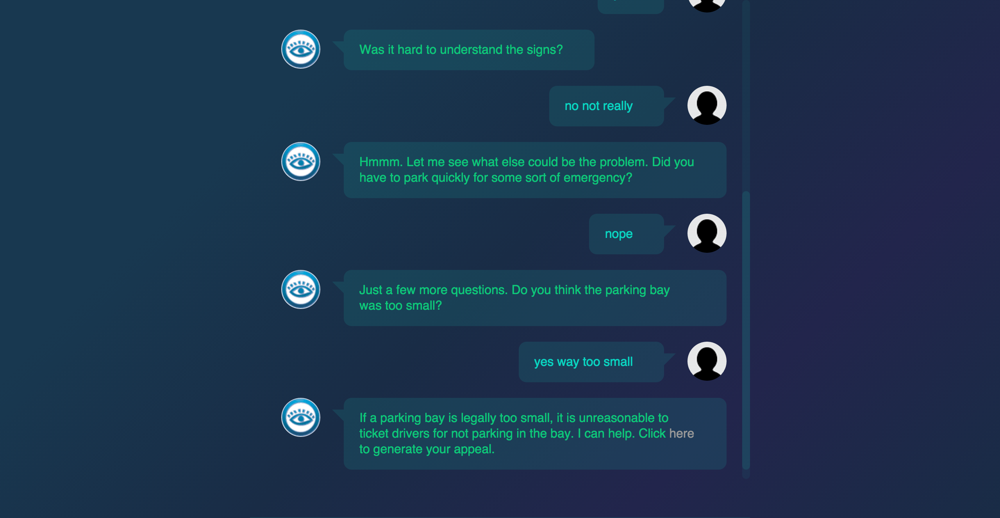 Was it hard to understand the signs?
no not really
Hmmm. Let me see what else could be the problem. Did you
have to park quickly for some sort of emergency?
nope
Just a few more questions. Do you think the parking bay
was too small?
yes way too small
If a parking bay is legally too small, it is unreasonable to
ticket drivers for not parking in the bay. I can help. Click here
to generate your appeal.